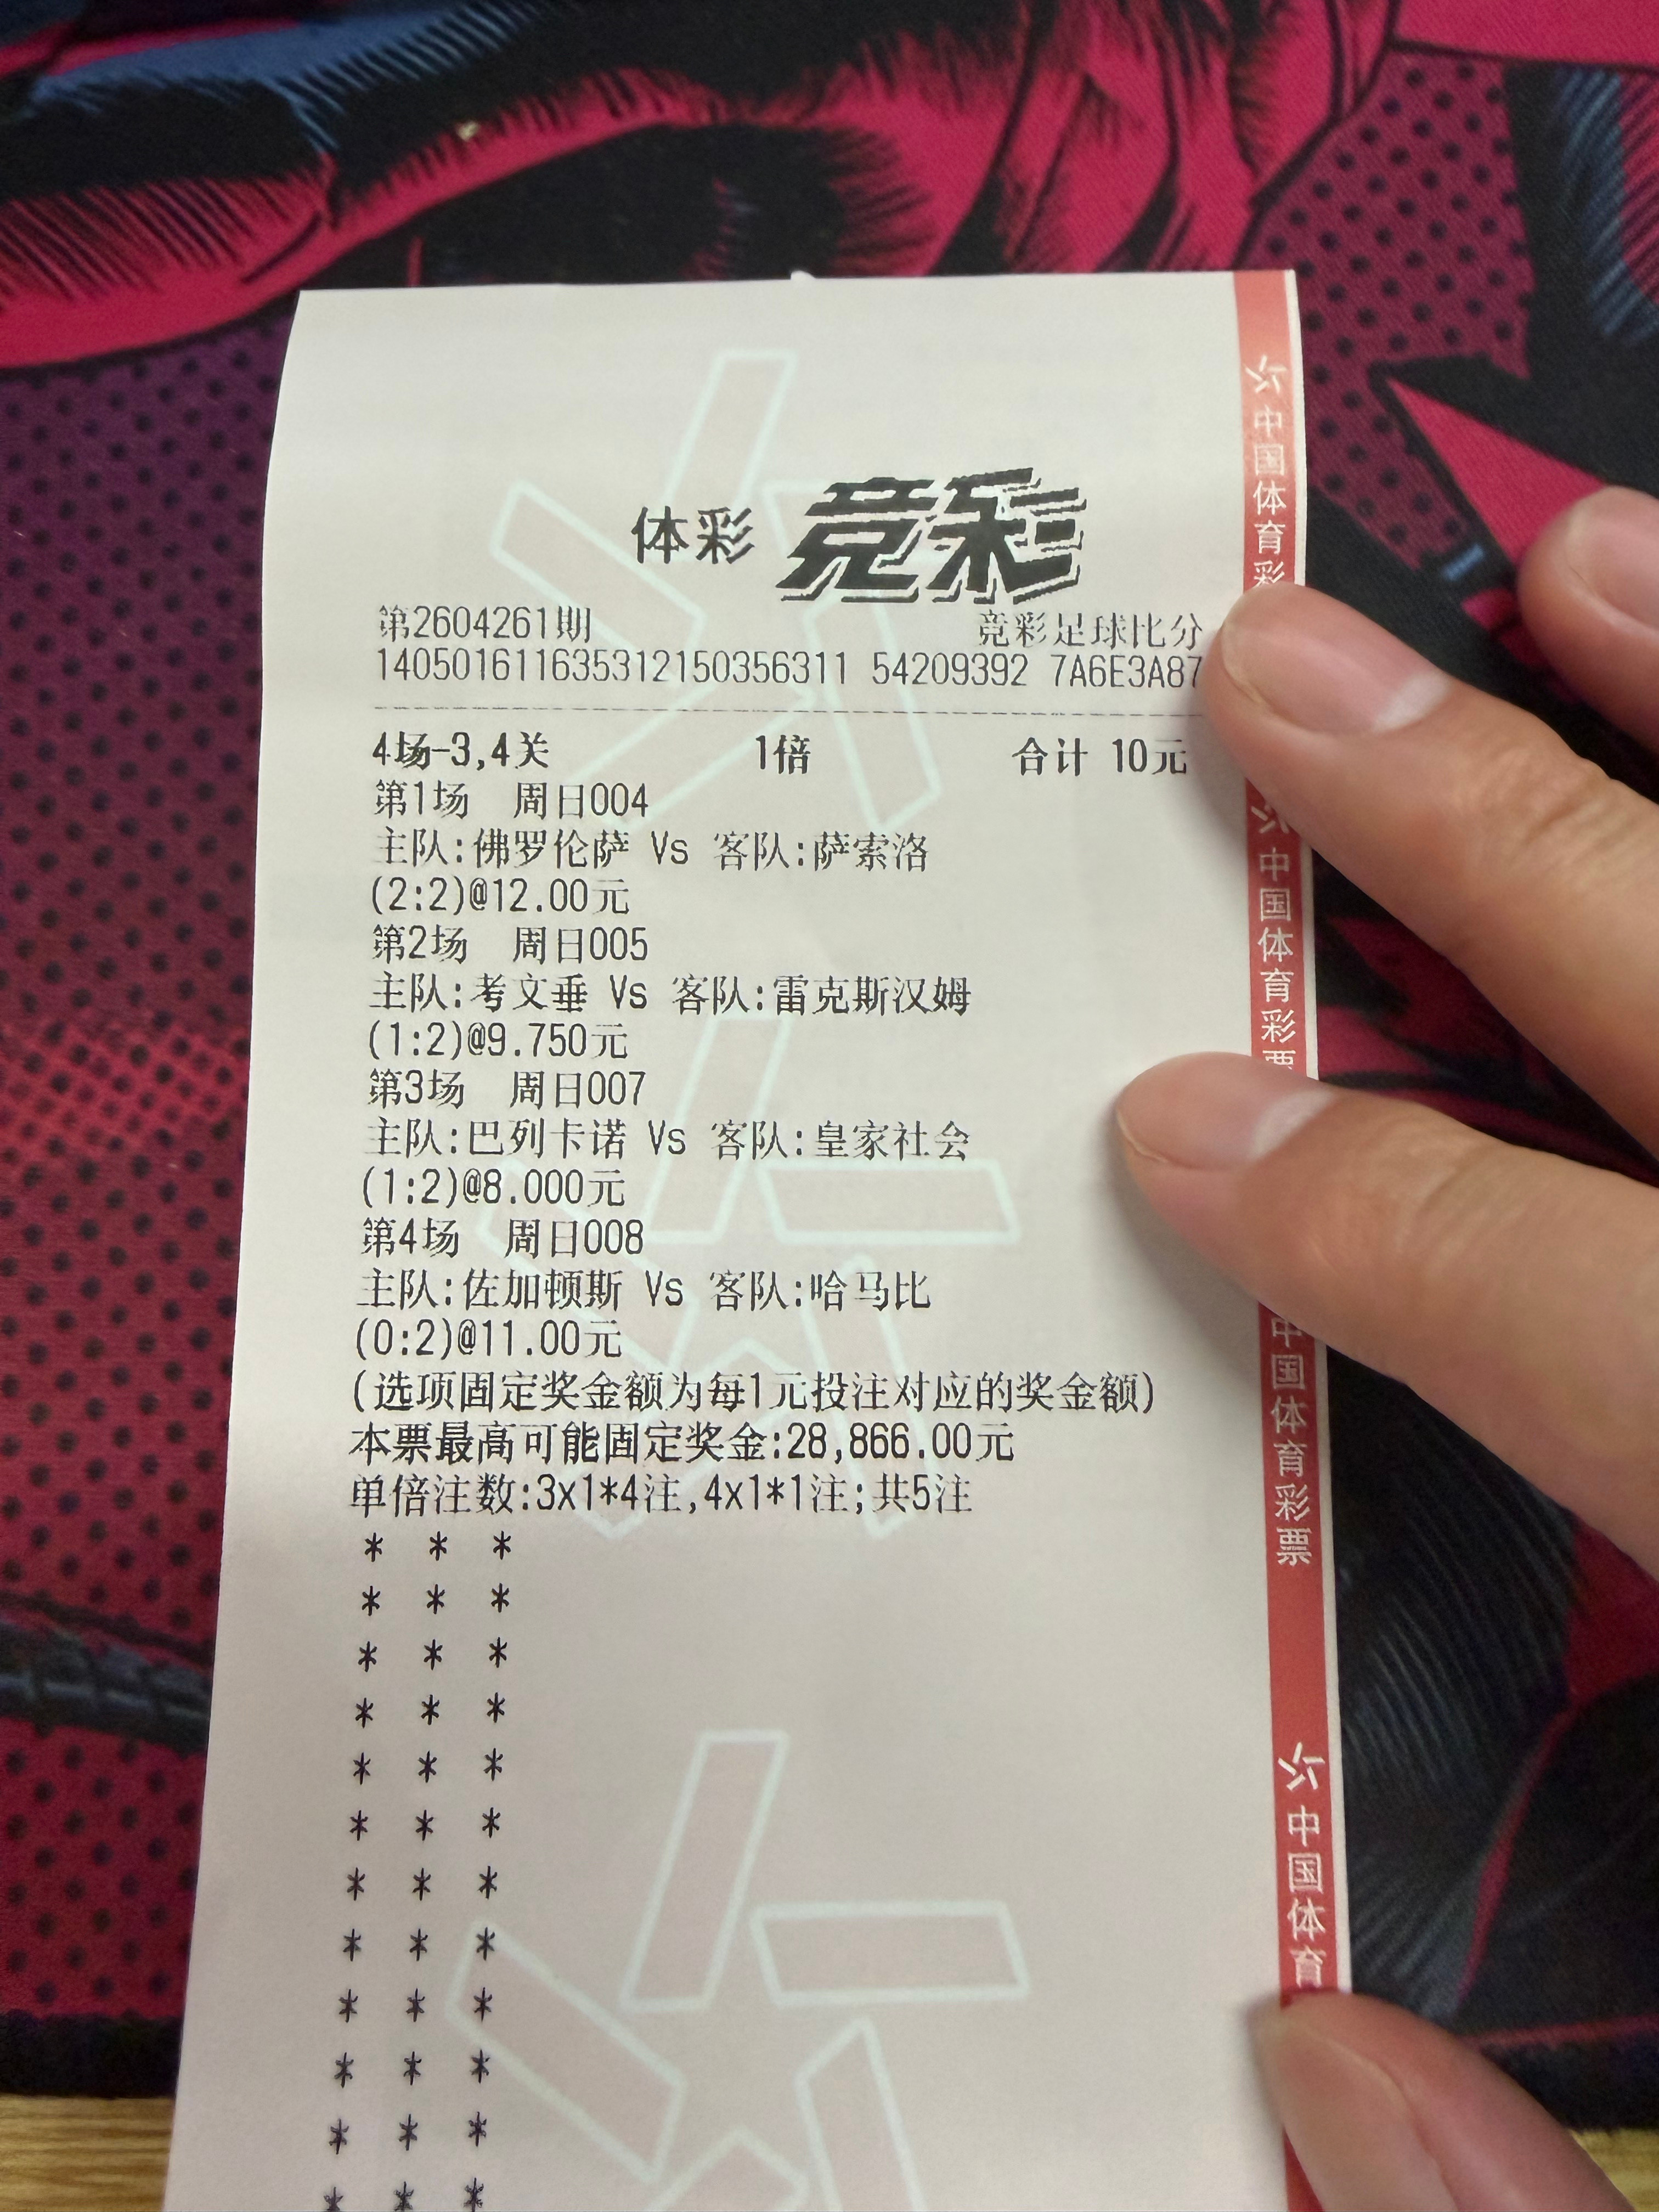 体彩 竞彩
第2604261期 竞彩足球比分
140501611635312150356311 54209392 7A6E3A87
4场-3,4关 1倍 合计 10元
第1场 周日004
主队:佛罗伦萨 Vs 客队:萨索洛
(2:2)@12.00元
第2场 周日005
主队:考文垂 Vs 客队:雷克斯汉姆
(1:2)@9.750元
第3场 周日007
主队:巴列卡诺 Vs 客队:皇家社会
(1:2)@8.000元
第4场 周日008
主队:佐加顿斯 Vs 客队:哈马比
(0:2)@11.00元
(选项固定奖金额为每1元投注对应的奖金额)
本票最高可能固定奖金:28,866.00元
单倍注数:3x1*4注,4x1*1注;共5注
* * *
* * *
* * *
* * *
* * *
* * *
* * *
* * *
* * *
* * *
* * *
* * *
中国体育彩
中国体育彩票
中国体育彩票
中国体育